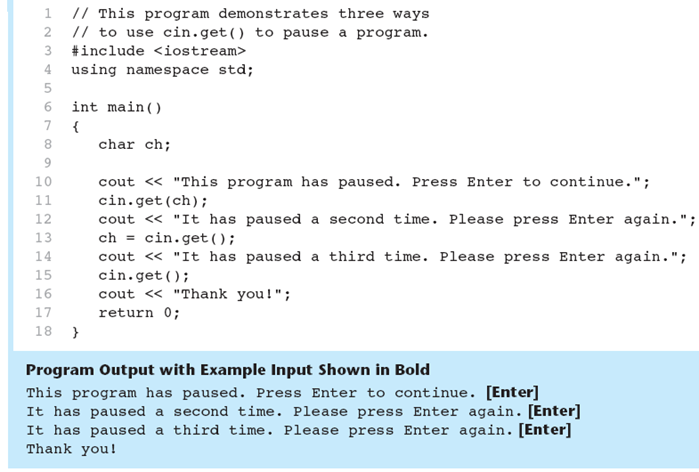 1 // This program demonstrates three ways
2 // to use cin.get() to pause a program.
3 #include <iostream>
4 using namespace std;
5
6 int main()
7 {
8 char ch;
9
10 cout << "This program has paused. Press Enter to continue.";
11 cin.get(ch);
12 cout << "It has paused a second time. Please press Enter again.";
13 ch = cin.get();
14 cout << "It has paused a third time. Please press Enter again.";
15 cin.get();
16 cout << "Thank you!";
17 return 0;
18 }
Program Output with Example Input Shown in Bold
This program has paused. Press Enter to continue. [Enter]
It has paused a second time. Please press Enter again. [Enter]
It has paused a third time. Please press Enter again. [Enter]
Thank you!